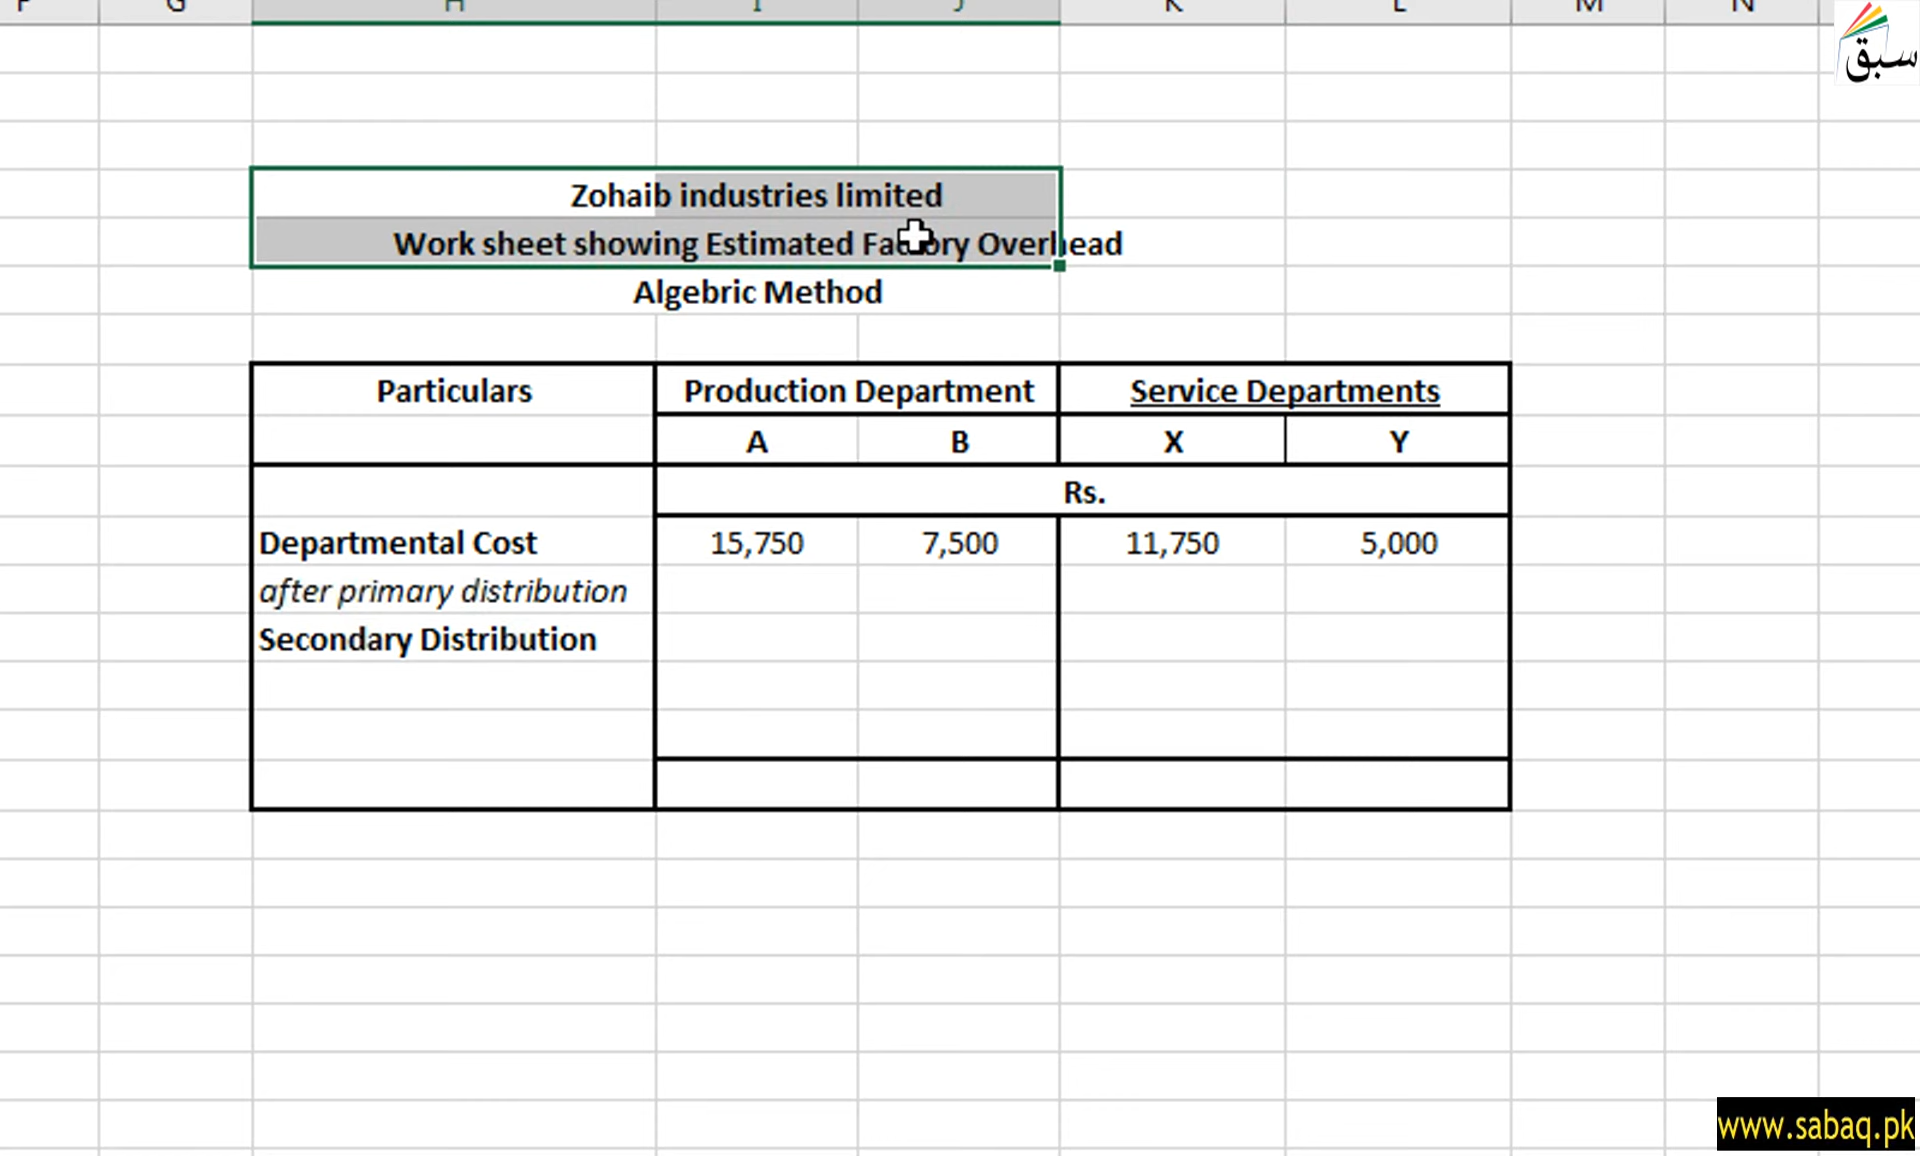 F G H I J K L M N
سبق
Zohaib industries limited
Work sheet showing Estimated Factory Overhead
Algebric Method
Particulars Production Department Service Departments
A B X Y
Rs.
Departmental Cost 15,750 7,500 11,750 5,000
after primary distribution
Secondary Distribution
www.sabaq.pk